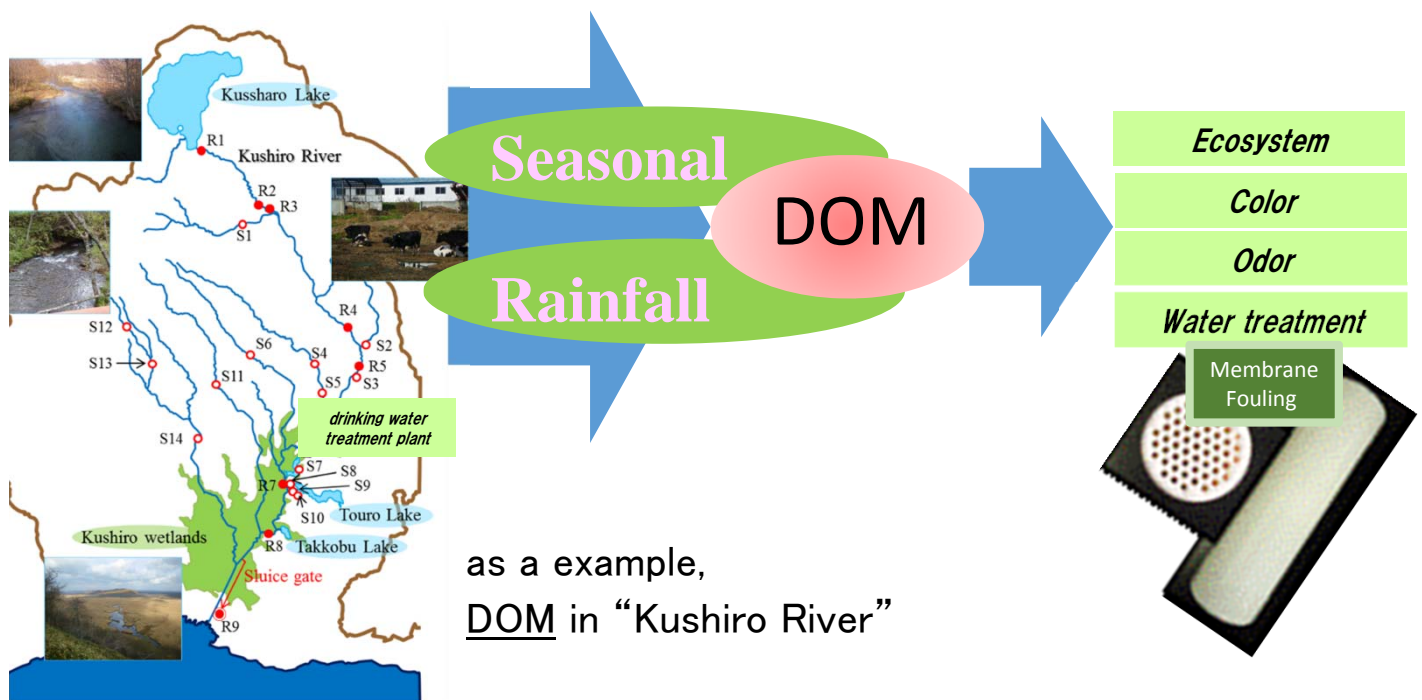 Kussharo Lake
R1
Kushiro River
R2
R3
S1
R4
S12
S2
S6
S4
S13
R5
S11
S3
S5
drinking water
treatment plant
S14
S7
S8
R7
S9
S10
Touro Lake
Kushiro wetlands
R8
Takkobu Lake
Sluice gate
R9
Seasonal
Rainfall
DOM
as a example,
DOM in “Kushiro River”
Ecosystem
Color
Odor
Water treatment
Membrane
Fouling